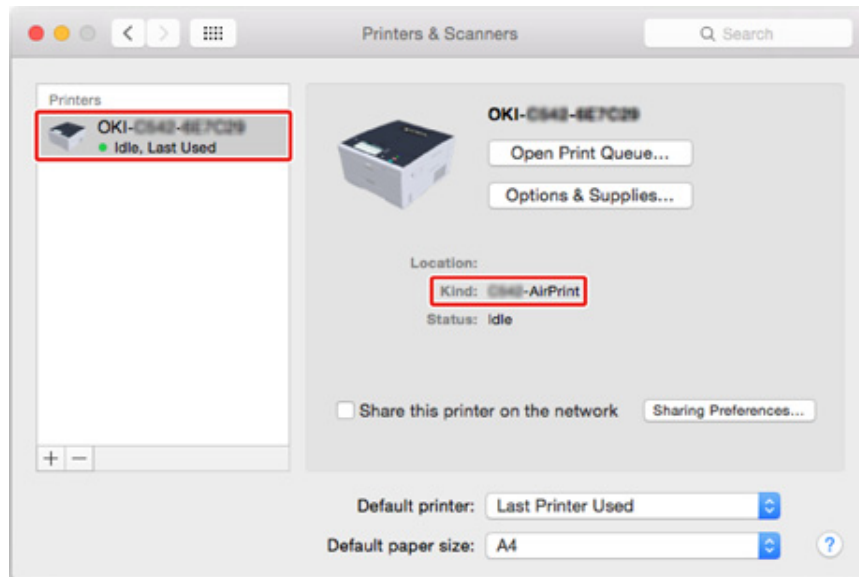 Printers & Scanners
Search
Printers
OKI-
Idle, Last Used
OKI-
Open Print Queue...
Options & Supplies...
Location:
Kind: -AirPrint
Status: Idle
Share this printer on the network
Sharing Preferences...
+ −
Default printer: Last Printer Used
Default paper size: A4
?